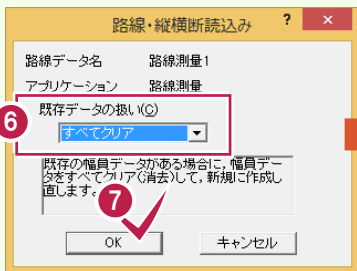 路線・縦横断読込み ? ×
路線データ名 路線測量1
アプリケーション 路線測量
6 既存データの扱い(C)
すべてクリア
既存の幅員データがある場合に,幅員デー
タをすべてクリア(消去)して,新規に作成し
直します。
7
OK キャンセル